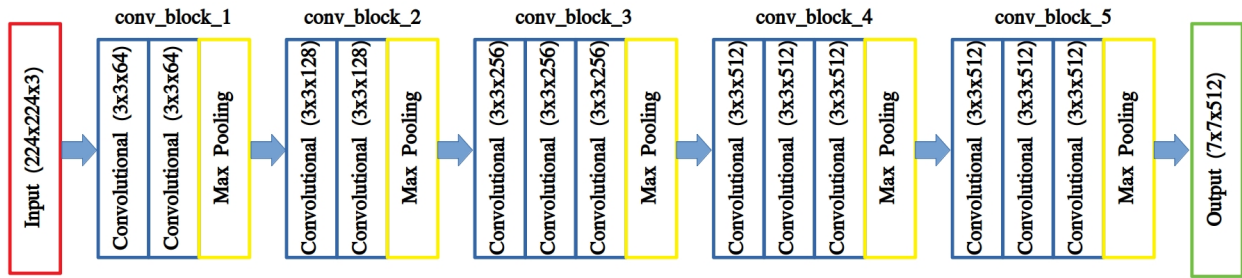 conv_block_1
conv_block_2
conv_block_3
conv_block_4
conv_block_5
Input (224x224x3)
Convolutional (3x3x64)
Convolutional (3x3x64)
Max Pooling
Convolutional (3x3x128)
Convolutional (3x3x128)
Max Pooling
Convolutional (3x3x256)
Convolutional (3x3x256)
Convolutional (3x3x256)
Max Pooling
Convolutional (3x3x512)
Convolutional (3x3x512)
Convolutional (3x3x512)
Max Pooling
Convolutional (3x3x512)
Convolutional (3x3x512)
Convolutional (3x3x512)
Max Pooling
Output (7x7x512)